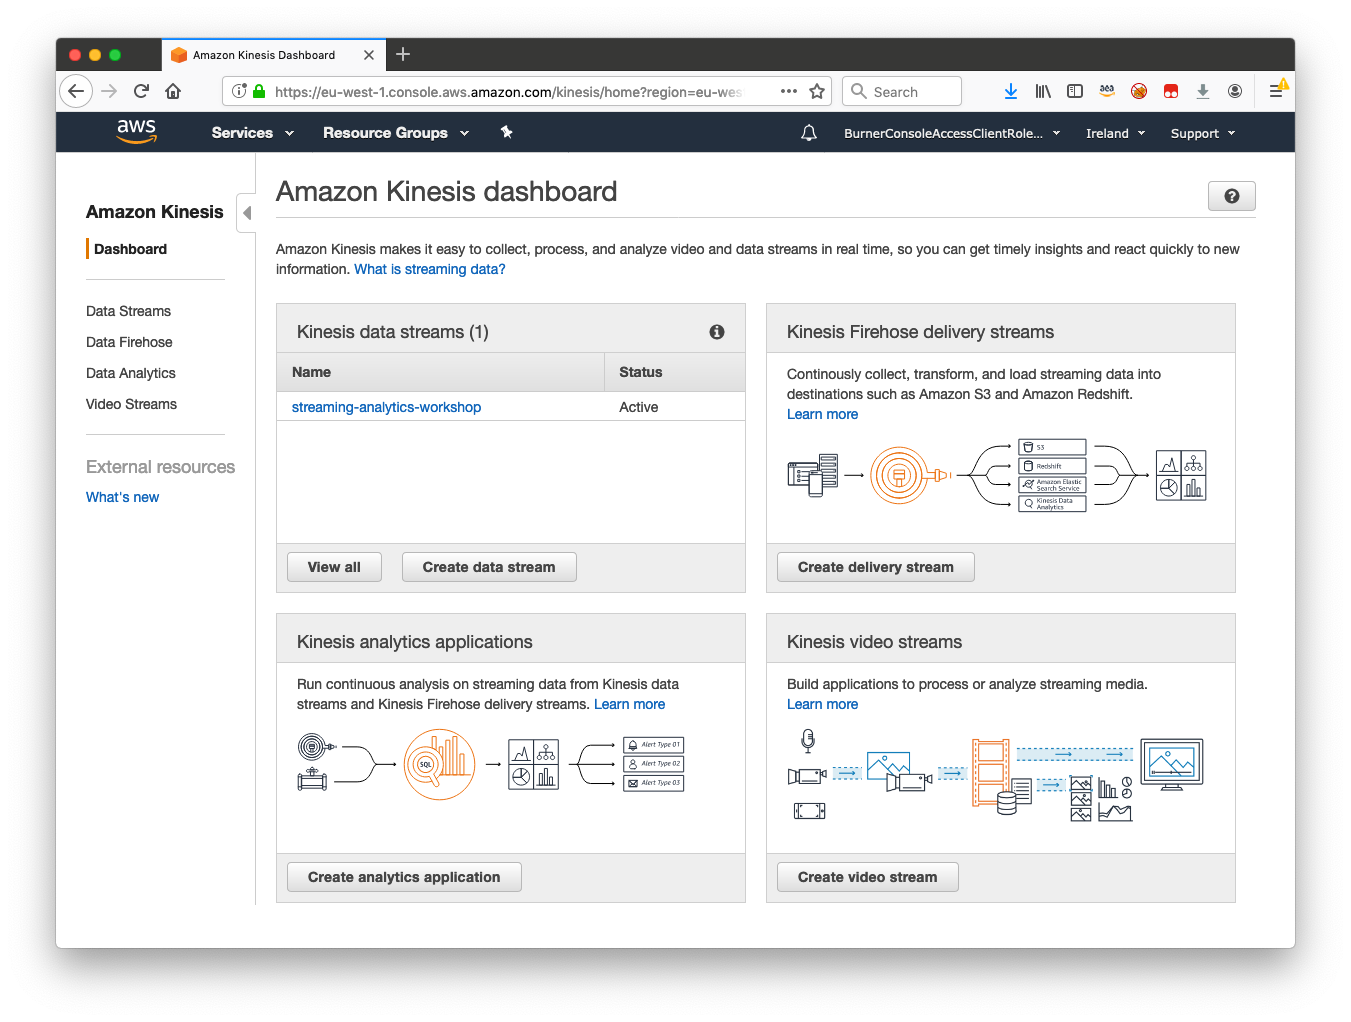 Amazon Kinesis Dashboard
https://eu-west-1.console.aws.amazon.com/kinesis/home?region=eu-wes
Search
aws
Services
Resource Groups
BurnerConsoleAccessClientRole...
Ireland
Support
Amazon Kinesis
Dashboard
Data Streams
Data Firehose
Data Analytics
Video Streams
External resources
What's new
Amazon Kinesis dashboard
Amazon Kinesis makes it easy to collect, process, and analyze video and data streams in real time, so you can get timely insights and react quickly to new
information. What is streaming data?
Kinesis data streams (1)
Name
Status
streaming-analytics-workshop
Active
View all
Create data stream
Kinesis Firehose delivery streams
Continously collect, transform, and load streaming data into
destinations such as Amazon S3 and Amazon Redshift.
Learn more
S3
Redshift
Amazon Elastic
Search Service
Kinesis Data
Analytics
Create delivery stream
Kinesis analytics applications
Run continuous analysis on streaming data from Kinesis data
streams and Kinesis Firehose delivery streams. Learn more
SQL
Alert Type 01
Alert Type 02
Alert Type 03
Create analytics application
Kinesis video streams
Build applications to process or analyze streaming media.
Learn more
Create video stream